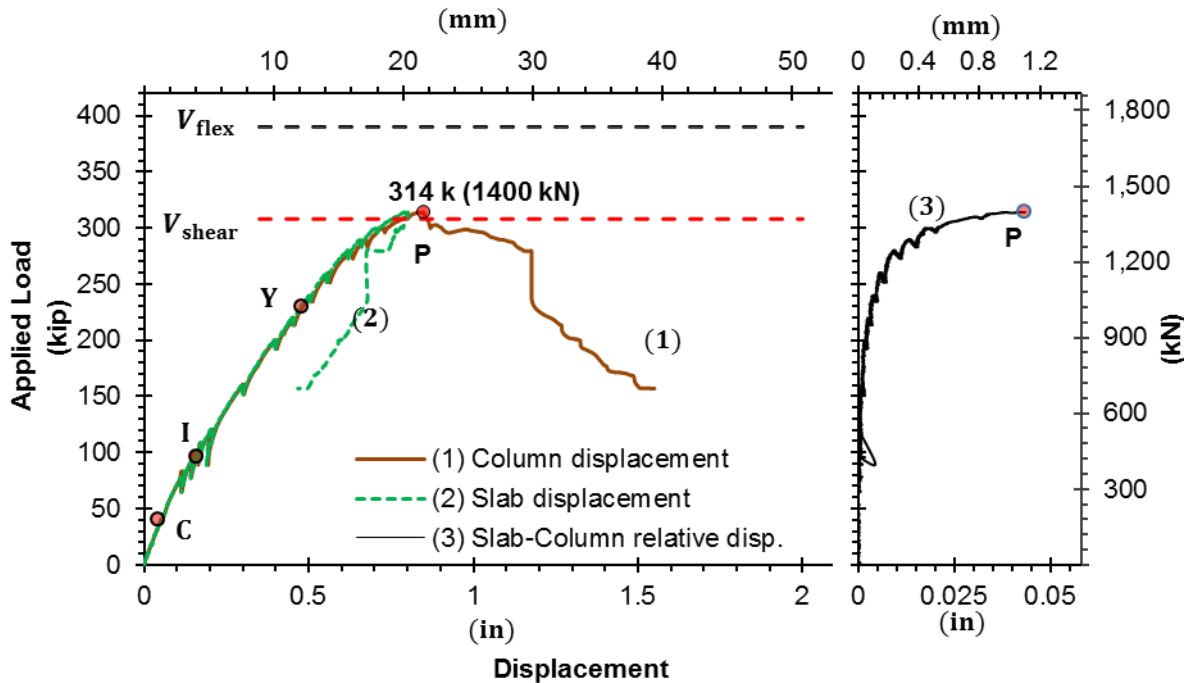 (mm)
0 10 20 30 40 50
Applied Load
(kip)
400
350
300
250
200
150
100
50
0
V_flex
314 k (1400 kN)
V_shear
P
Y
(2)
(1)
I
C
(1) Column displacement
(2) Slab displacement
(3) Slab-Column relative disp.
0 0.5 1 1.5 2
(in)
Displacement
(mm)
0 0.4 0.8 1.2
(3)
P
1,800
1,500
1,200
900
600
300
(kN)
0 0.025 0.05
(in)